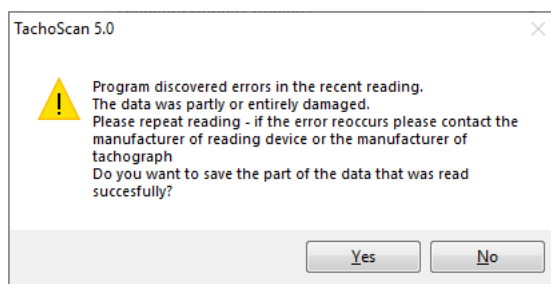 TachoScan 5.0
Program discovered errors in the recent reading.
The data was partly or entirely damaged.
Please repeat reading - if the error reoccurs please contact the
manufacturer of reading device or the manufacturer of
tachograph
Do you want to save the part of the data that was read
succesfully?
Yes
No